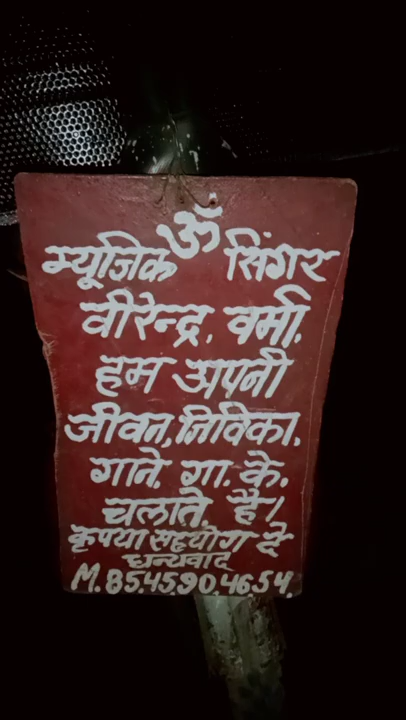 ॐ
म्यूजिक सिंगर
वीरेन्द्र. वर्मा.
हम अपनी
जीवन, जिविका.
गाने. गा. के.
चलाते. है।
कृपया सहयोग दे
धन्यवाद
M. 8545904654.